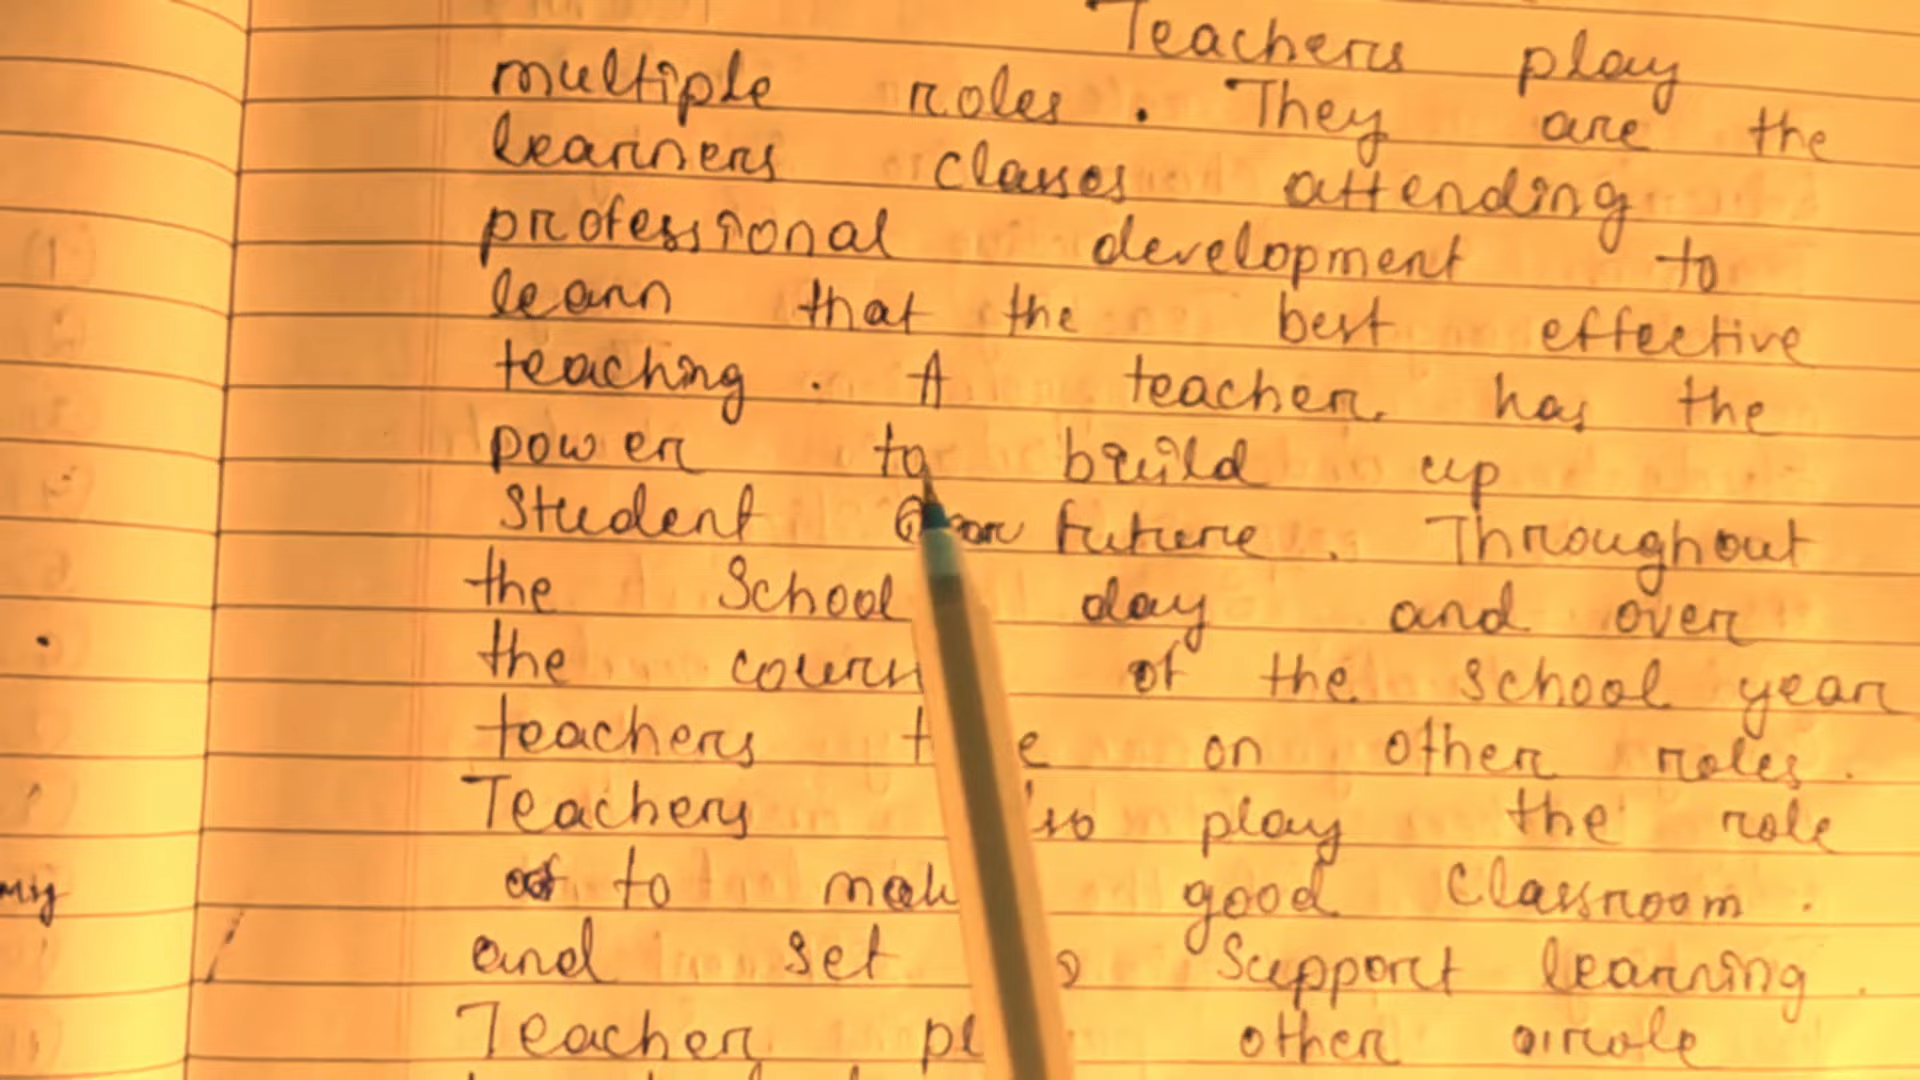 Teachers play
multiple roles. They are the
learners classes attending
professional development to
learn that the best effective
teaching. A teacher has the
power to build up
Student future. Throughout
the School day and over
the of the school year
teachers on other roles.
Teachers play the role
of to good Classroom.
and set Support learning.
Teacher other